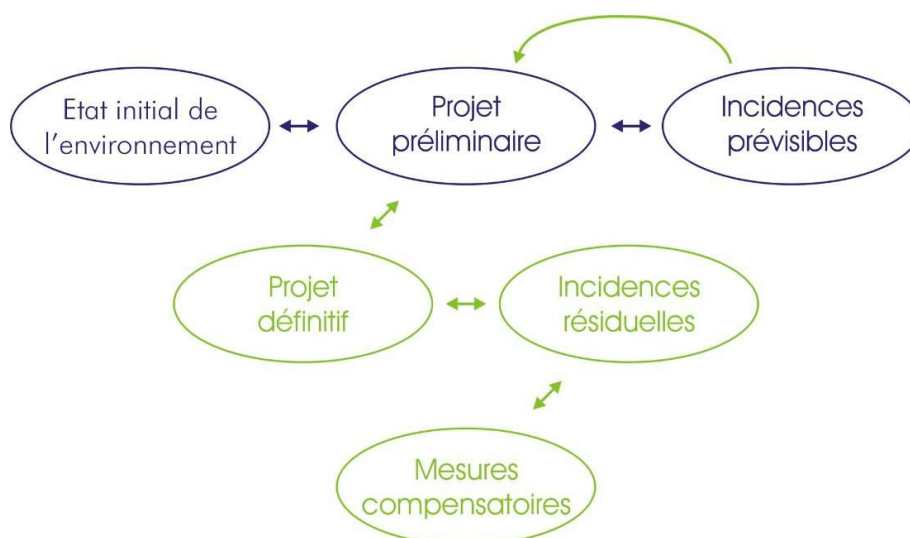 Etat initial de
l'environnement
Projet
préliminaire
Incidences
prévisibles
Projet
définitif
Incidences
résiduelles
Mesures
compensatoires